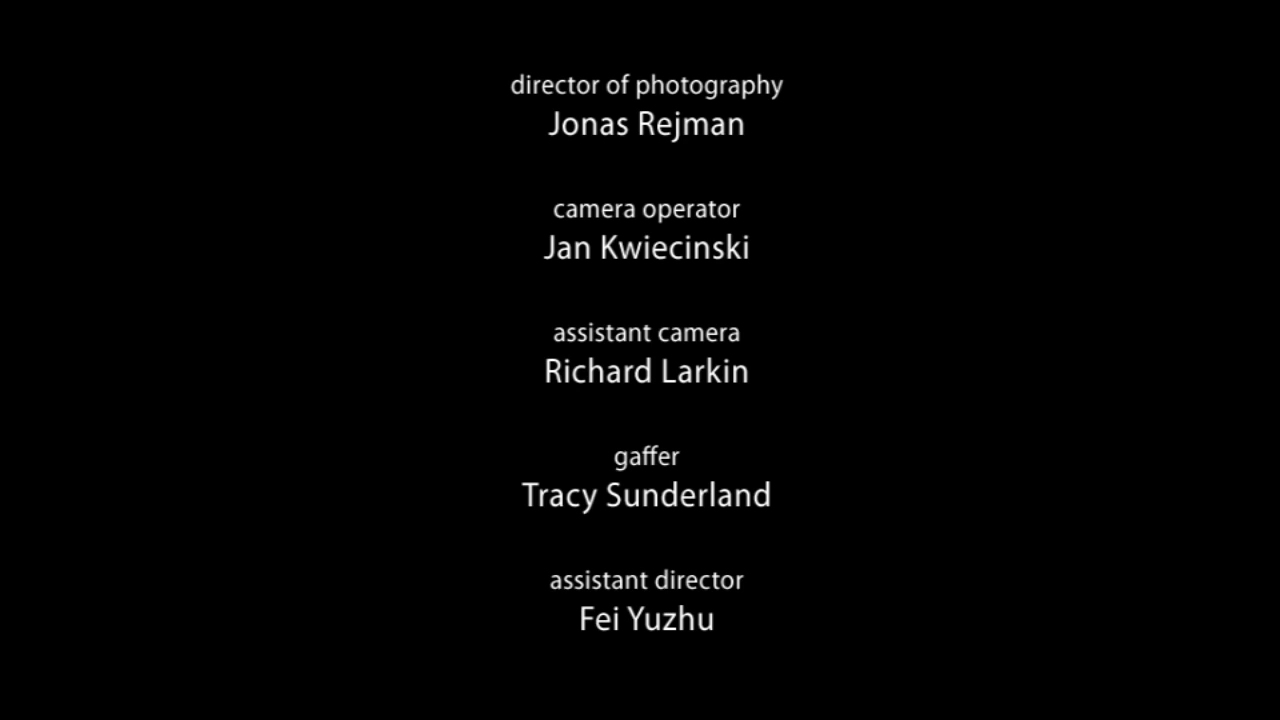 director of photography
Jonas Rejman
camera operator
Jan Kwiecinski
assistant camera
Richard Larkin
gaffer
Tracy Sunderland
assistant director
Fei Yuzhu